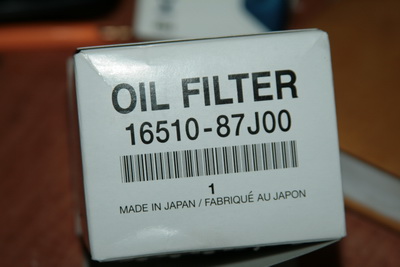 OIL FILTER
16510-87J00
1
MADE IN JAPAN / FABRIQUÉ AU JAPON